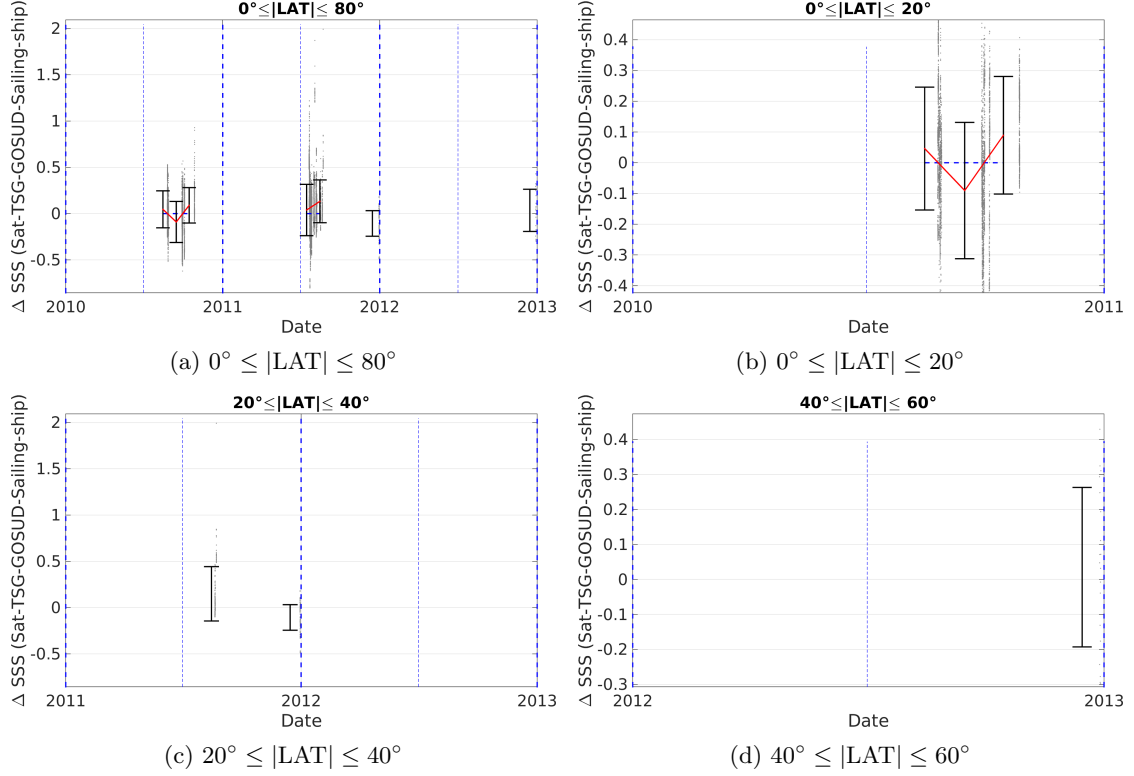 0°≤|LAT|≤ 80°
Δ SSS (Sat-TSG-GOSUD-Sailing-ship)
2
1.5
1
0.5
0
-0.5
2010
2011
2012
2013
Date
(a) 0° ≤ |LAT| ≤ 80°
0°≤|LAT|≤ 20°
Δ SSS (Sat-TSG-GOSUD-Sailing-ship)
0.4
0.3
0.2
0.1
0
-0.1
-0.2
-0.3
-0.4
2010
2011
Date
(b) 0° ≤ |LAT| ≤ 20°
20°≤|LAT|≤ 40°
Δ SSS (Sat-TSG-GOSUD-Sailing-ship)
2
1.5
1
0.5
0
-0.5
2011
2012
2013
Date
(c) 20° ≤ |LAT| ≤ 40°
40°≤|LAT|≤ 60°
Δ SSS (Sat-TSG-GOSUD-Sailing-ship)
0.4
0.3
0.2
0.1
0
-0.1
-0.2
-0.3
2012
2013
Date
(d) 40° ≤ |LAT| ≤ 60°